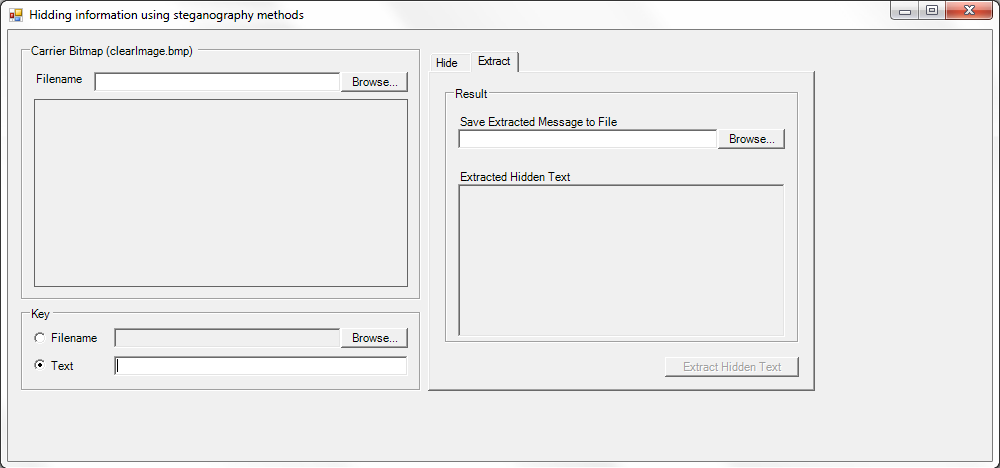 Hidding information using steganography methods
Carrier Bitmap (clearImage.bmp)
Filename
Browse...
Key
Filename
Browse...
Text
Hide
Extract
Result
Save Extracted Message to File
Browse...
Extracted Hidden Text
Extract Hidden Text